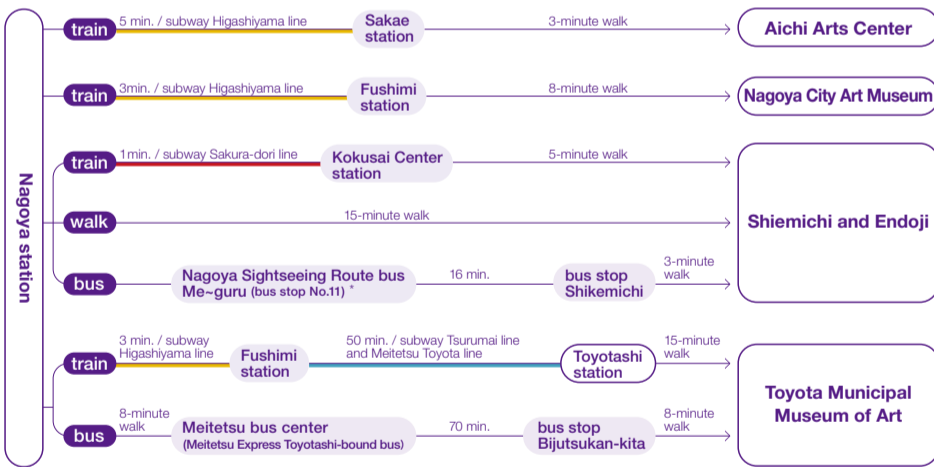 Nagoya station
train
5 min. / subway Higashiyama line
Sakae
station
3-minute walk
Aichi Arts Center
train
3min. / subway Higashiyama line
Fushimi
station
8-minute walk
Nagoya City Art Museum
train
1min. / subway Sakura-dori line
Kokusai Center
station
5-minute walk
walk
15-minute walk
Shiemichi and Endoji
bus
Nagoya Sightseeing Route bus
Me~guru (bus stop No.11) *
16 min.
bus stop
Shikemichi
3-minute
walk
train
3 min. / subway
Higashiyama line
Fushimi
station
50 min. / subway Tsurumai line
and Meitetsu Toyota line
Toyotashi
station
15-minute
walk
Toyota Municipal
Museum of Art
bus
8-minute
walk
Meitetsu bus center
(Meitetsu Express Toyotashi-bound bus)
70 min.
bus stop
Bijutsukan-kita
8-minute
walk